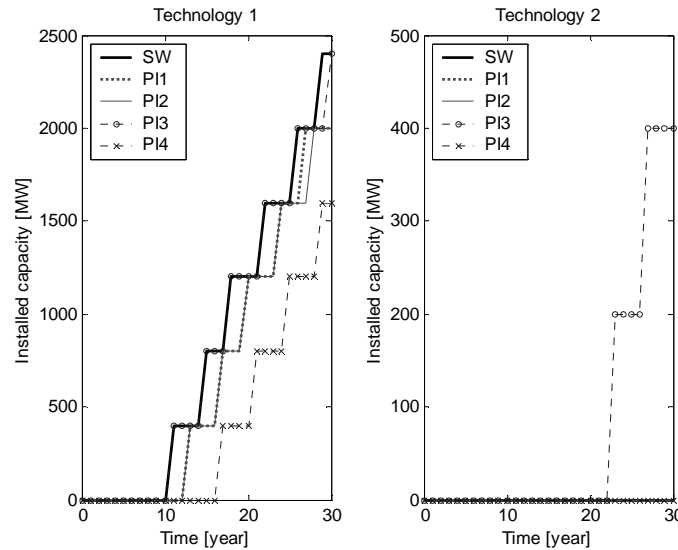 Technology 1
2500
2000
1500
1000
500
0
Installed capacity [MW]
SW
PI1
PI2
PI3
PI4
0
10
20
30
Time [year]
Technology 2
500
400
300
200
100
0
Installed capacity [MW]
SW
PI1
PI2
PI3
PI4
0
10
20
30
Time [year]